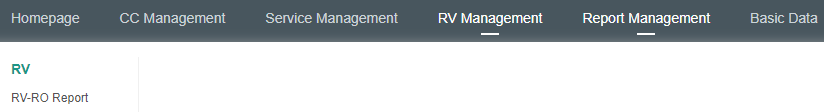 Homepage CC Management Service Management RV Management Report Management Basic Data
RV
RV-RO Report